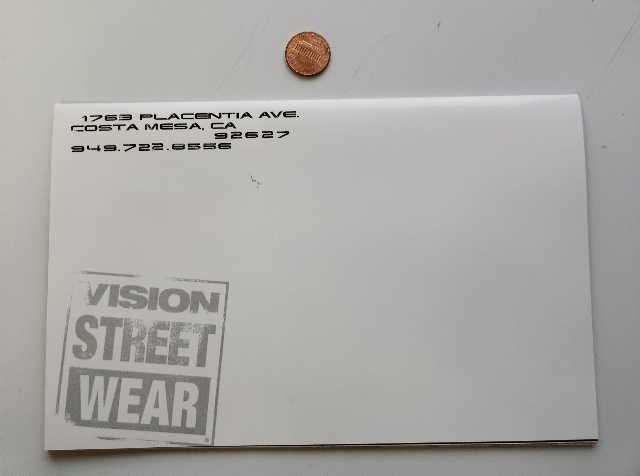 1763 PLACENTIA AVE.
COSTA MESA, CA
92627
949.722.8556
VISION
STREET
WEAR